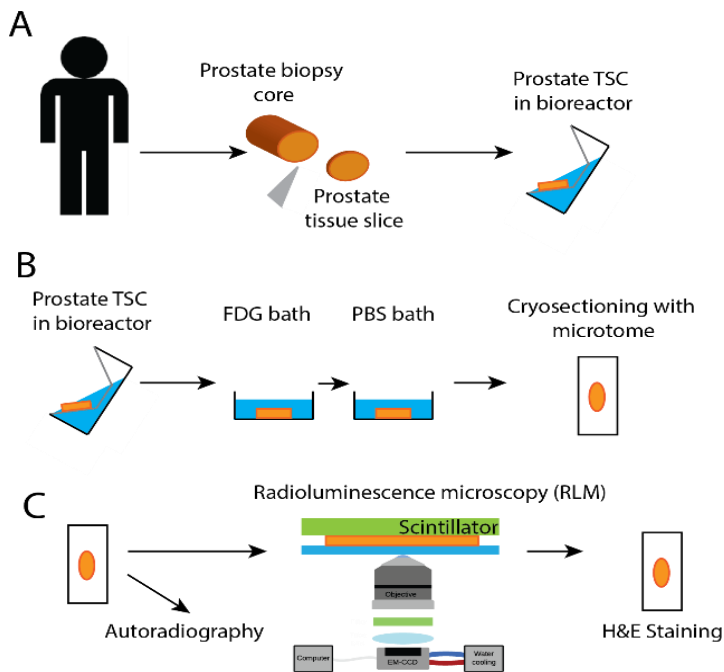 A
Prostate biopsy
core
Prostate
tissue slice
Prostate TSC
in bioreactor
B
Prostate TSC
in bioreactor
FDG bath
PBS bath
Cryosectioning with
microtome
C
Radioluminescence microscopy (RLM)
Scintillator
Objective
Computer
EM-CCD
Water
cooling
Autoradiography
H&E Staining